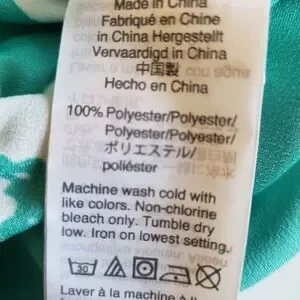 Made in China
Fabriqué en Chine
in China Hergestellt
Vervaardigd in China
中国製
Hecho en China
100% Polyester/Polyester/
Polyester/Polyester/
ポリエステル/
poliéster
Machine wash cold with
like colors. Non-chlorine
bleach only. Tumble dry
low. Iron on lowest setting.
30
Laver à la machine à l